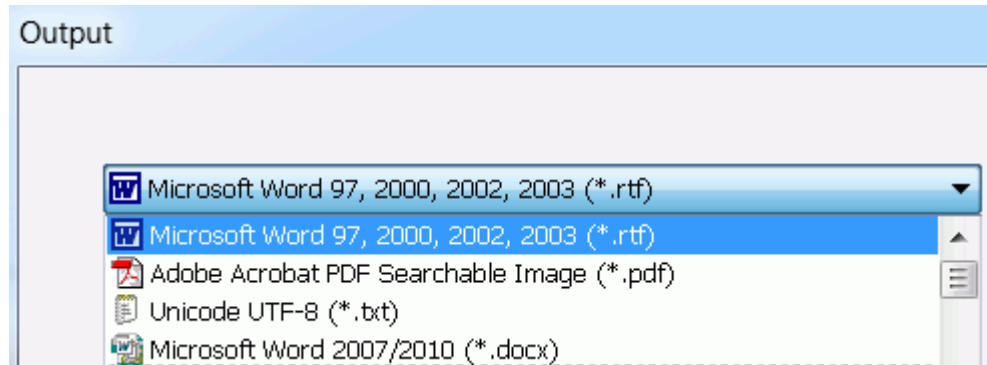 Output
Microsoft Word 97, 2000, 2002, 2003 (*.rtf)
Microsoft Word 97, 2000, 2002, 2003 (*.rtf)
Adobe Acrobat PDF Searchable Image (*.pdf)
Unicode UTF-8 (*.txt)
Microsoft Word 2007/2010 (*.docx)